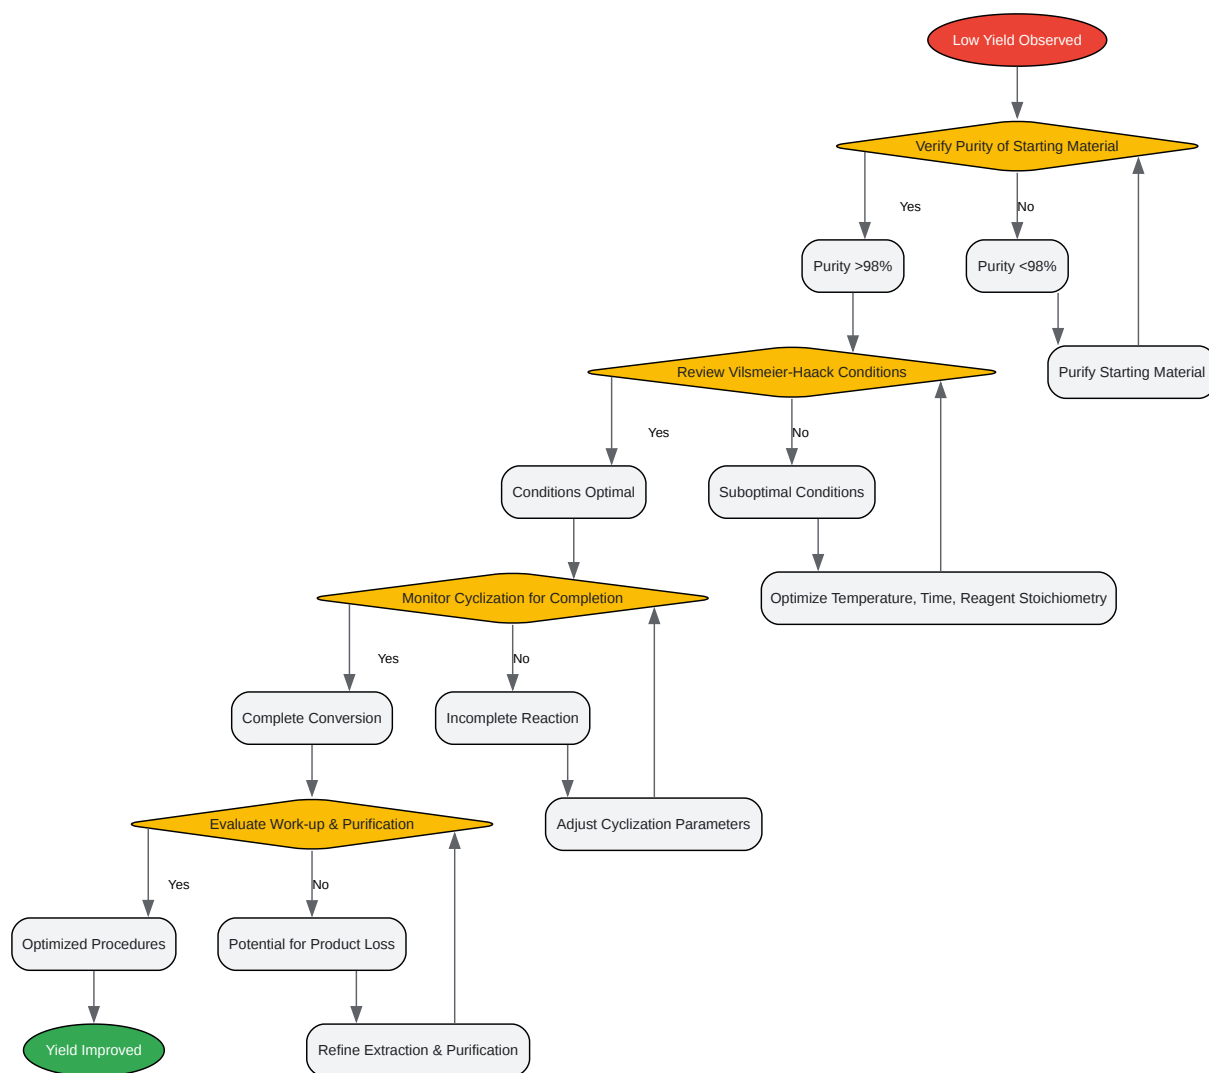 Low Yield Observed
Verify Purity of Starting Material
Yes
No
Purity >98%
Purity <98%
Purify Starting Material
Review Vilsmeier-Haack Conditions
Yes
No
Conditions Optimal
Suboptimal Conditions
Optimize Temperature, Time, Reagent Stoichiometry
Monitor Cyclization for Completion
Yes
No
Complete Conversion
Incomplete Reaction
Adjust Cyclization Parameters
Evaluate Work-up & Purification
Yes
No
Optimized Procedures
Potential for Product Loss
Yield Improved
Refine Extraction & Purification